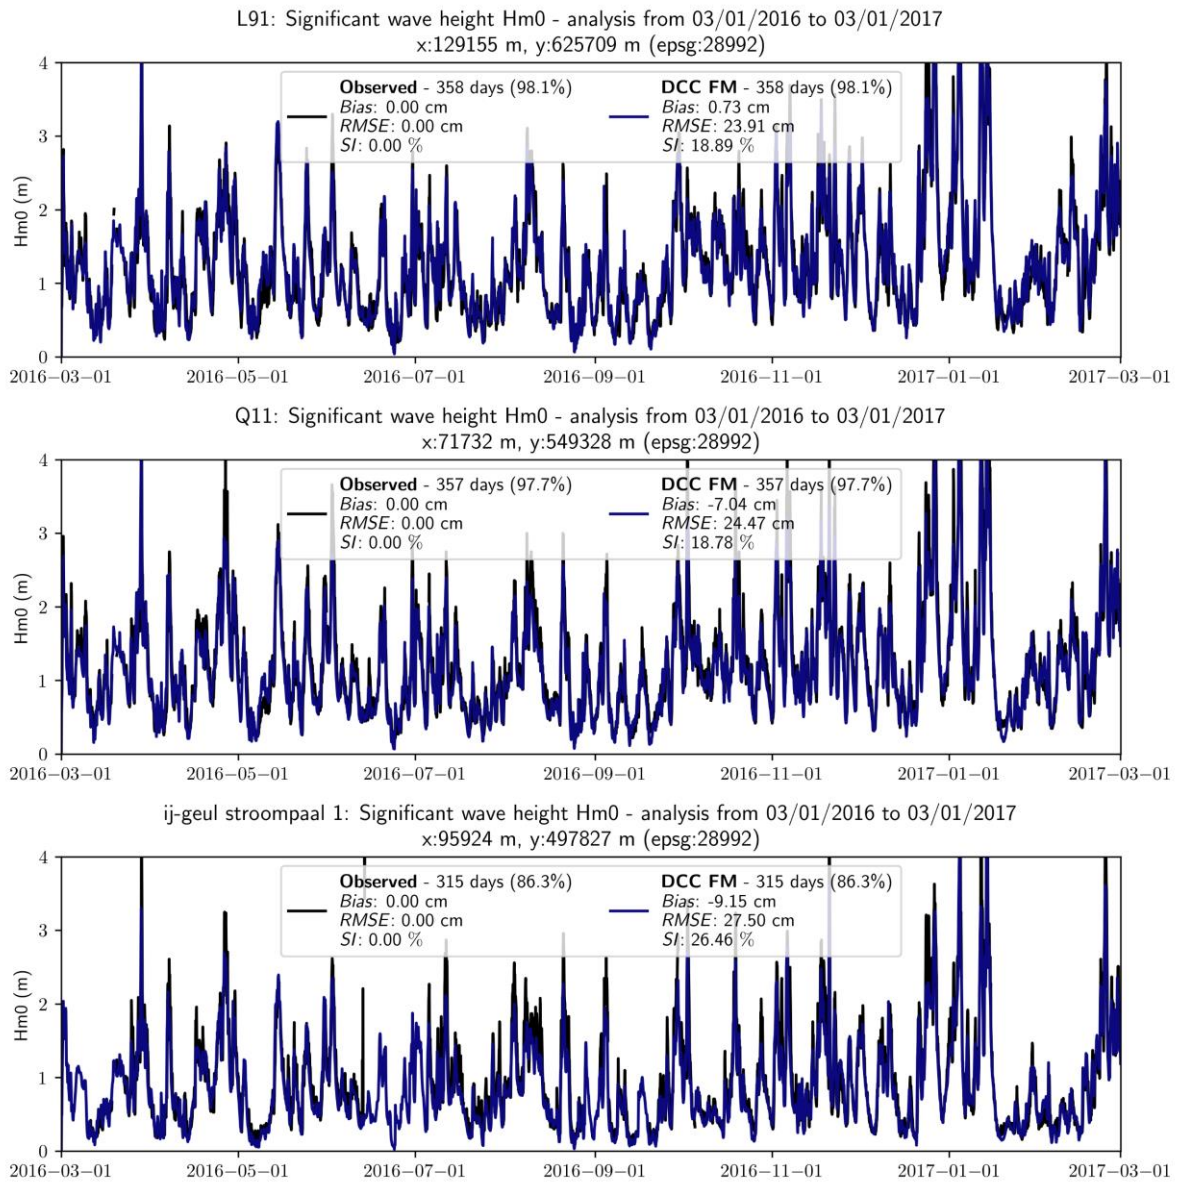 L91: Significant wave height Hm0 - analysis from 03/01/2016 to 03/01/2017
x:129155 m, y:625709 m (epsg:28992)
4
3
2
1
0
Hm0 (m)
Observed - 358 days (98.1%)
Bias: 0.00 cm
RMSE: 0.00 cm
SI: 0.00 %
DCC FM - 358 days (98.1%)
Bias: 0.73 cm
RMSE: 23.91 cm
SI: 18.89 %
2016−03−01 2016−05−01 2016−07−01 2016−09−01 2016−11−01 2017−01−01 2017−03−01
Q11: Significant wave height Hm0 - analysis from 03/01/2016 to 03/01/2017
x:71732 m, y:549328 m (epsg:28992)
4
3
2
1
0
Hm0 (m)
Observed - 357 days (97.7%)
Bias: 0.00 cm
RMSE: 0.00 cm
SI: 0.00 %
DCC FM - 357 days (97.7%)
Bias: -7.04 cm
RMSE: 24.47 cm
SI: 18.78 %
2016−03−01 2016−05−01 2016−07−01 2016−09−01 2016−11−01 2017−01−01 2017−03−01
ij-geul stroompaal 1: Significant wave height Hm0 - analysis from 03/01/2016 to 03/01/2017
x:95924 m, y:497827 m (epsg:28992)
4
3
2
1
0
Hm0 (m)
Observed - 315 days (86.3%)
Bias: 0.00 cm
RMSE: 0.00 cm
SI: 0.00 %
DCC FM - 315 days (86.3%)
Bias: -9.15 cm
RMSE: 27.50 cm
SI: 26.46 %
2016−03−01 2016−05−01 2016−07−01 2016−09−01 2016−11−01 2017−01−01 2017−03−01